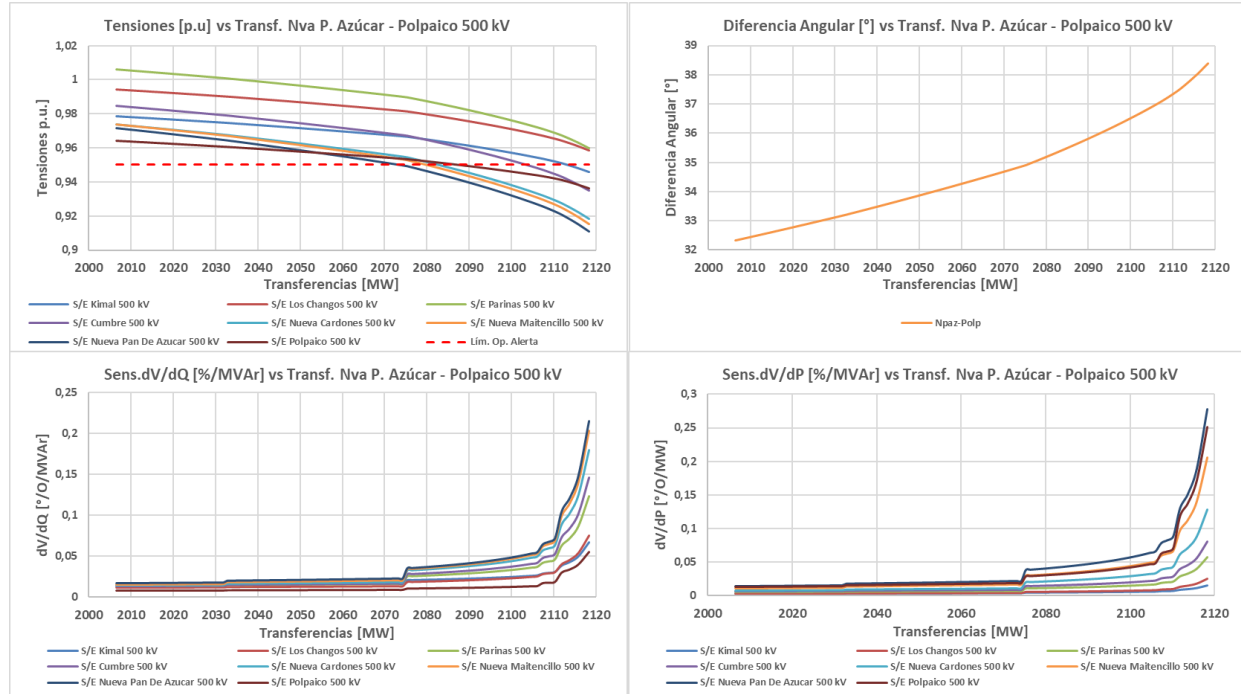 Tensiones [p.u] vs Transf. Nva P. Azúcar - Polpaico 500 kV
Tensiones p.u.
1,02
1
0,98
0,96
0,94
0,92
0,9
2000 2010 2020 2030 2040 2050 2060 2070 2080 2090 2100 2110 2120
Transferencias [MW]
S/E Kimal 500 kV S/E Los Changos 500 kV S/E Parinas 500 kV
S/E Cumbre 500 kV S/E Nueva Cardones 500 kV S/E Nueva Maitencillo 500 kV
S/E Nueva Pan De Azucar 500 kV S/E Polpaico 500 kV Lím. Op. Alerta
Diferencia Angular [°] vs Transf. Nva P. Azúcar - Polpaico 500 kV
Diferencia Angular [°]
39
38
37
36
35
34
33
32
2000 2010 2020 2030 2040 2050 2060 2070 2080 2090 2100 2110 2120
Transferencias [MW]
Npaz-Polp
Sens.dV/dQ [%/MVAr] vs Transf. Nva P. Azúcar - Polpaico 500 kV
dV/dQ [°/O/MVAr]
0,25
0,2
0,15
0,1
0,05
0
2000 2010 2020 2030 2040 2050 2060 2070 2080 2090 2100 2110 2120
Transferencias [MW]
S/E Kimal 500 kV S/E Los Changos 500 kV S/E Parinas 500 kV
S/E Cumbre 500 kV S/E Nueva Cardones 500 kV S/E Nueva Maitencillo 500 kV
S/E Nueva Pan De Azucar 500 kV S/E Polpaico 500 kV
Sens.dV/dP [%/MVAr] vs Transf. Nva P. Azúcar - Polpaico 500 kV
dV/dP [°/O/MW]
0,3
0,25
0,2
0,15
0,1
0,05
0
2000 2020 2040 2060 2080 2100 2120
Transferencias [MW]
S/E Kimal 500 kV S/E Los Changos 500 kV S/E Parinas 500 kV
S/E Cumbre 500 kV S/E Nueva Cardones 500 kV S/E Nueva Maitencillo 500 kV
S/E Nueva Pan De Azucar 500 kV S/E Polpaico 500 kV